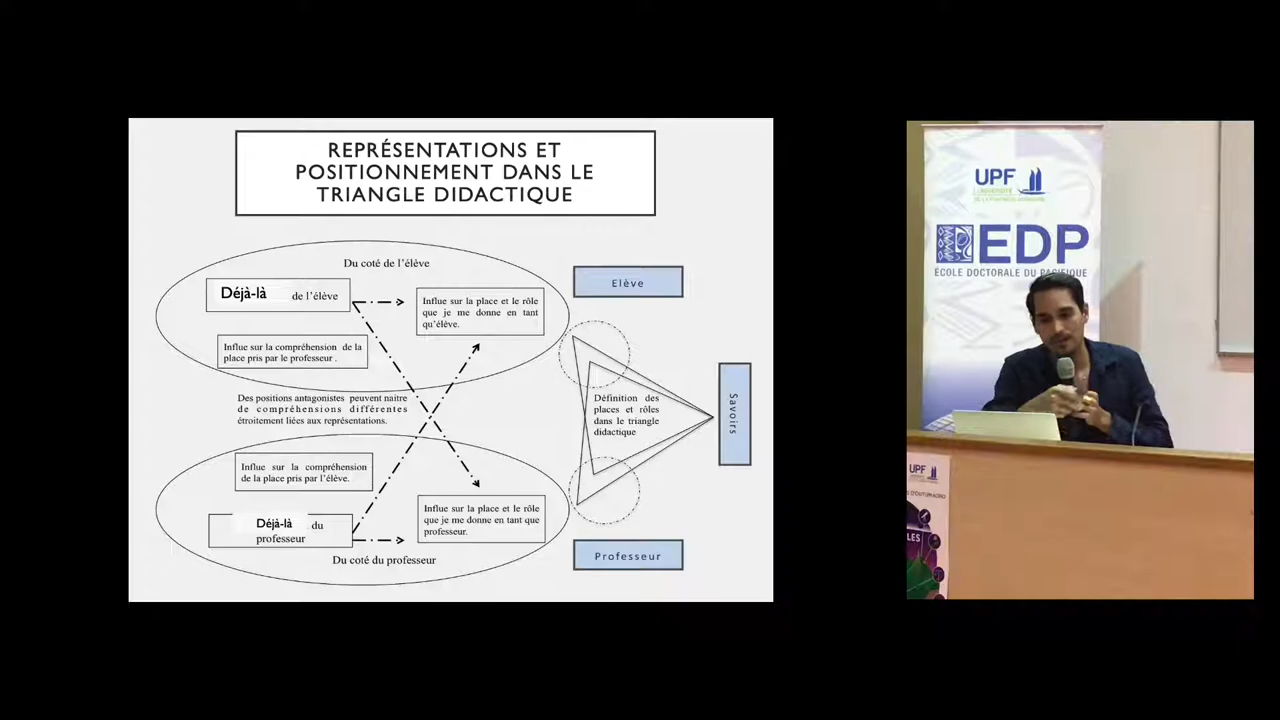 REPRÉSENTATIONS ET
POSITIONNEMENT DANS LE
TRIANGLE DIDACTIQUE
Du coté de l'élève
Déjà-là de l'élève
Influe sur la place et le rôle
que je me donne en tant
qu'élève.
Influe sur la compréhension de la
place pris par le professeur .
Des positions antagonistes peuvent naitre
de compréhensions différentes
étroitement liées aux représentations.
Influe sur la compréhension
de la place pris par l'élève.
Déjà-là du
professeur
Influe sur la place et le rôle
que je me donne en tant que
professeur.
Du coté du professeur
Elève
Définition des
places et rôles
dans le triangle
didactique
Savoirs
Professeur
UPF
EDP
ÉCOLE DOCTORALE DU PACIFIQUE
UPF
D'OUTUMAORO
LES